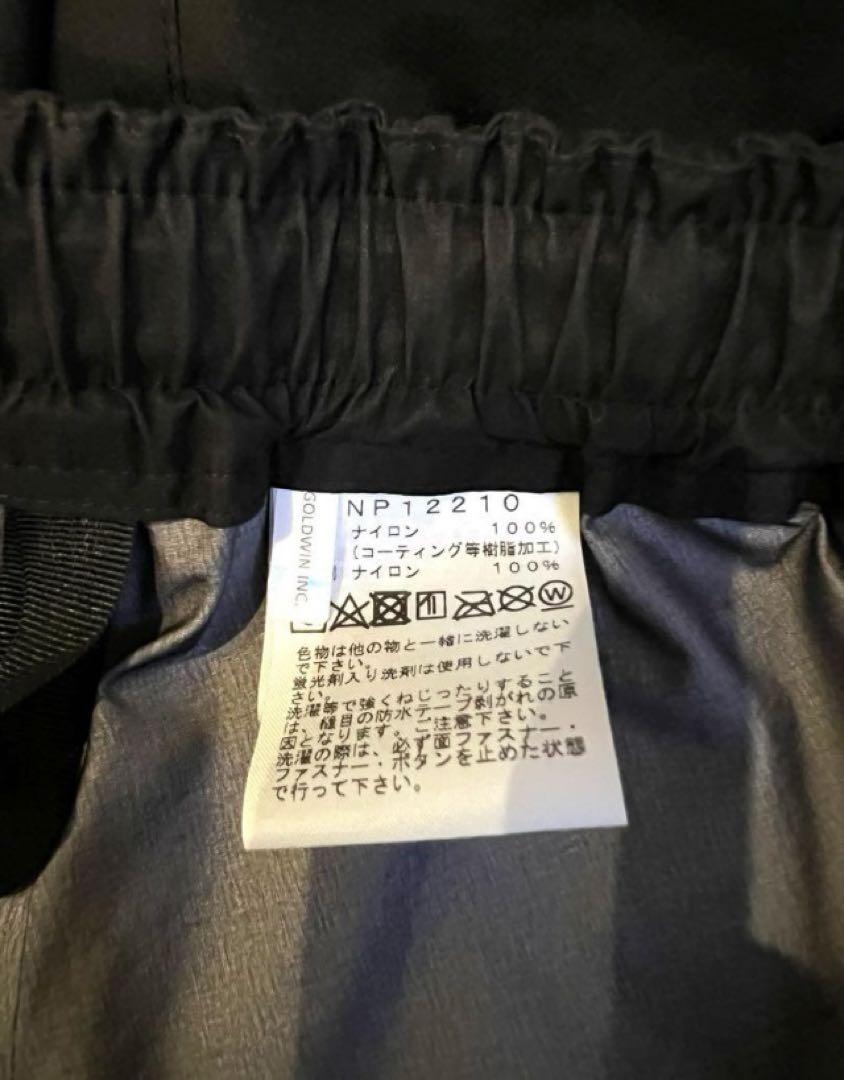 GOLDWIN INC.
NP12210
ナイロン 100%
(コーティング等樹脂加工)
ナイロン 100%
W
色物は他の物と一緒に洗濯しない
で下さい。
蛍光剤入り洗剤は使用しないで下
さい。
洗濯等で強くねじったりすること
は、縫目の防水テープ剥がれの原
因となります。ご注意下さい。
洗濯の際は、必ず面ファスナー・
ファスナー・ボタンを止めた状態
で行って下さい。